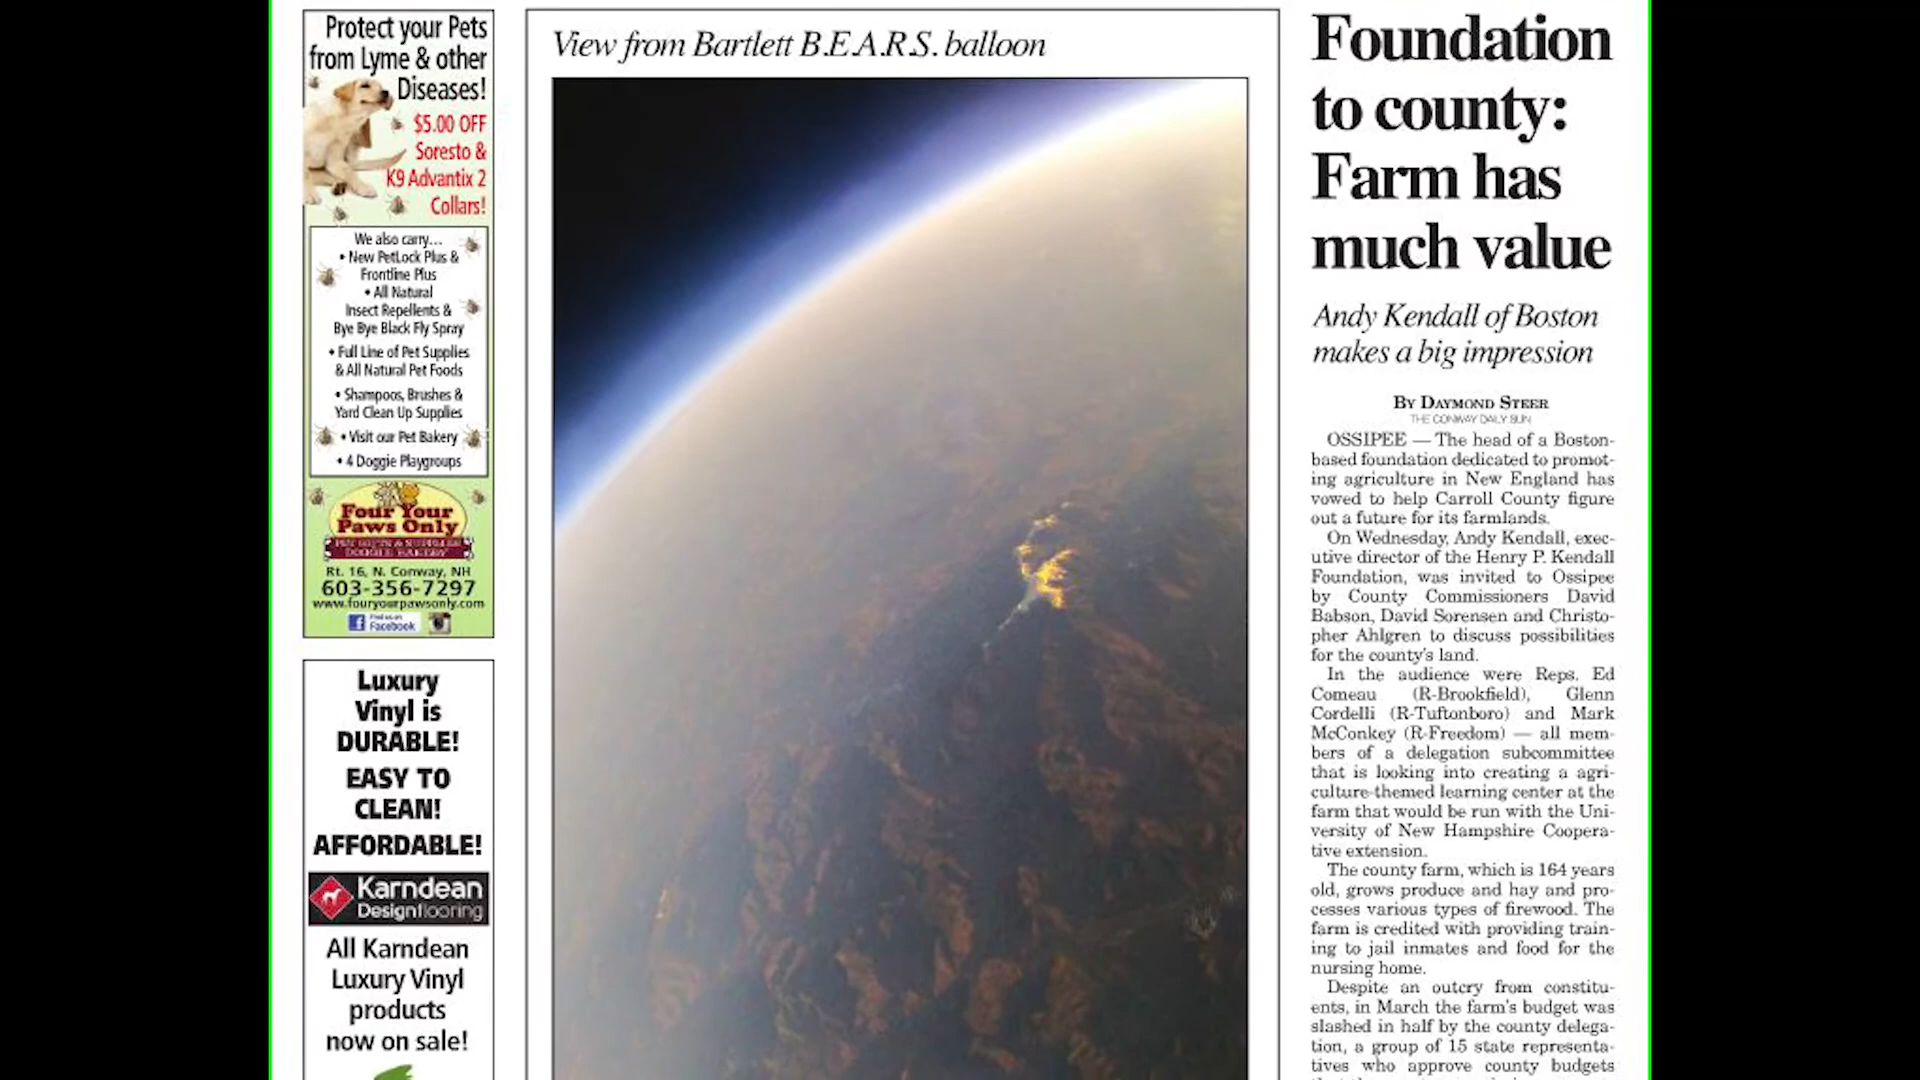 Protect your Pets
from Lyme & other
Diseases!
$5.00 OFF
Soresto &
K9 Advantix 2
Collars!
We also carry...
• New PetLock Plus &
Frontline Plus
• All Natural
Insect Repellents &
Bye Bye Black Fly Spray
• Full Line of Pet Supplies
& All Natural Pet Foods
• Shampoos, Brushes &
Yard Clean Up Supplies
• Visit our Pet Bakery
• 4 Doggie Playgroups
Four Your
Paws Only
PET GIFTS & SUPPLIES
DOGGIE BAKERY
Rt. 16, N. Conway, NH
603-356-7297
www.fouryourpawsonly.com
Find us on
Facebook
Luxury
Vinyl is
DURABLE!
EASY TO
CLEAN!
AFFORDABLE!
Karndean
Designflooring
All Karndean
Luxury Vinyl
products
now on sale!
View from Bartlett B.E.A.R.S. balloon
Foundation
to county:
Farm has
much value
Andy Kendall of Boston
makes a big impression
BY DAYMOND STEER
THE CONWAY DAILY SUN
OSSIPEE — The head of a Boston-
based foundation dedicated to promot-
ing agriculture in New England has
vowed to help Carroll County figure
out a future for its farmlands.
On Wednesday, Andy Kendall, exec-
utive director of the Henry P. Kendall
Foundation, was invited to Ossipee
by County Commissioners David
Babson, David Sorensen and Christo-
pher Ahlgren to discuss possibilities
for the county's land.
In the audience were Reps. Ed
Comeau (R-Brookfield), Glenn
Cordelli (R-Tuftonboro) and Mark
McConkey (R-Freedom) — all mem-
bers of a delegation subcommittee
that is looking into creating a agri-
culture-themed learning center at the
farm that would be run with the Uni-
versity of New Hampshire Coopera-
tive extension.
The county farm, which is 164 years
old, grows produce and hay and pro-
cesses various types of firewood. The
farm is credited with providing train-
ing to jail inmates and food for the
nursing home.
Despite an outcry from constitu-
ents, in March the farm's budget was
slashed in half by the county delega-
tion, a group of 15 state representa-
tives who approve county budgets